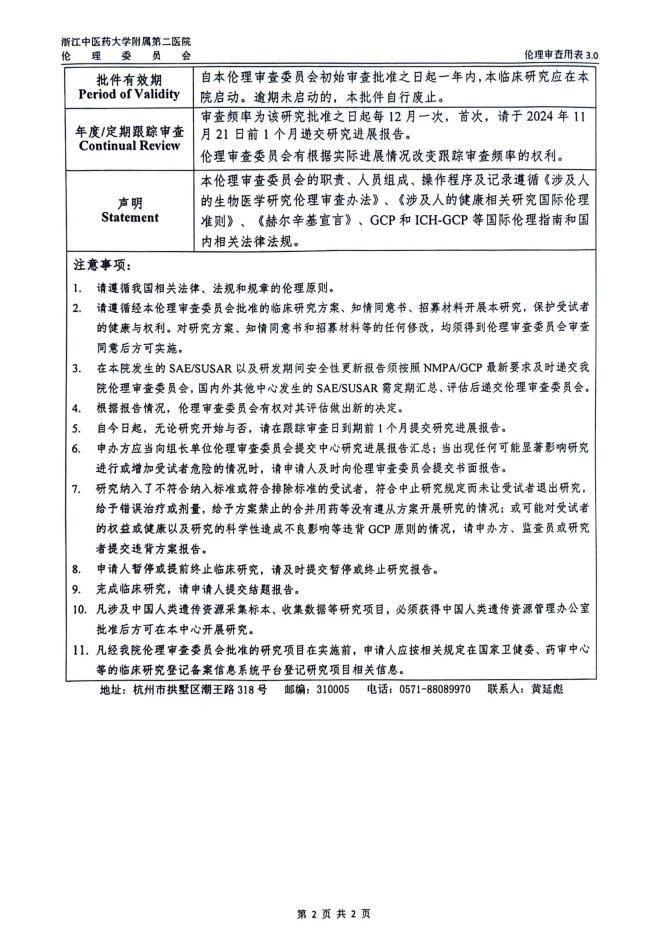 浙江中医药大学附属第二医院
伦理委员会
伦理审查用表 3.0
批件有效期
Period of Validity
自本伦理审查委员会初始审查批准之日起一年内，本临床研究应在本
院启动。逾期未启动的，本批件自行废止。
年度/定期跟踪审查
Continual Review
审查频率为该研究批准之日起每 12 月一次，首次，请于 2024 年 11
月 21 日前 1 个月递交研究进展报告。
伦理审查委员会有根据实际进展情况改变跟踪审查频率的权利。
声明
Statement
本伦理审查委员会的职责、人员组成、操作程序及记录遵循《涉及人
的生物医学研究伦理审查办法》、《涉及人的健康相关研究国际伦理
准则》、《赫尔辛基宣言》、GCP 和 ICH-GCP 等国际伦理指南和国
内相关法律法规。
注意事项：
1. 请遵循我国相关法律、法规和规章的伦理原则。
2. 请遵循经本伦理审查委员会批准的临床研究方案、知情同意书、招募材料开展本研究，保护受试者
的健康与权利。对研究方案、知情同意书和招募材料等的任何修改，均须得到伦理审查委员会审查
同意后方可实施。
3. 在本院发生的 SAE/SUSAR 以及研发期间安全性更新报告须按照 NMPA/GCP 最新要求及时递交我
院伦理审查委员会，国内外其他中心发生的 SAE/SUSAR 需定期汇总、评估后递交伦理审查委员会。
4. 根据报告情况，伦理审查委员会有权对其评估做出新的决定。
5. 自今日起，无论研究开始与否，请在跟踪审查日到期前 1 个月提交研究进展报告。
6. 申办方应当向组长单位伦理审查委员会提交中心研究进展报告汇总；当出现任何可能显著影响研究
进行或增加受试者危险的情况时，请申请人及时向伦理审查委员会提交书面报告。
7. 研究纳入了不符合纳入标准或符合排除标准的受试者，符合中止研究规定而未让受试者退出研究，
给予错误治疗或剂量，给予方案禁止的合并用药等没有遵从方案开展研究的情况；或可能对受试者
的权益或健康以及研究的科学性造成不良影响等违背 GCP 原则的情况，请申办方、监查员或研究
者提交违背方案报告。
8. 申请人暂停或提前终止临床研究，请及时提交暂停或终止研究报告。
9. 完成临床研究，请申请人提交结题报告。
10. 凡涉及中国人类遗传资源采集标本、收集数据等研究项目，必须获得中国人类遗传资源管理办公室
批准后方可在本中心开展研究。
11. 凡经我院伦理审查委员会批准的研究项目在实施前，申请人应按相关规定在国家卫健委、药审中心
等的临床研究登记备案信息系统平台登记研究项目相关信息。
地址：杭州市拱墅区潮王路 318 号 邮编：310005 电话：0571-88089970 联系人：黄延彪
第 2 页 共 2 页